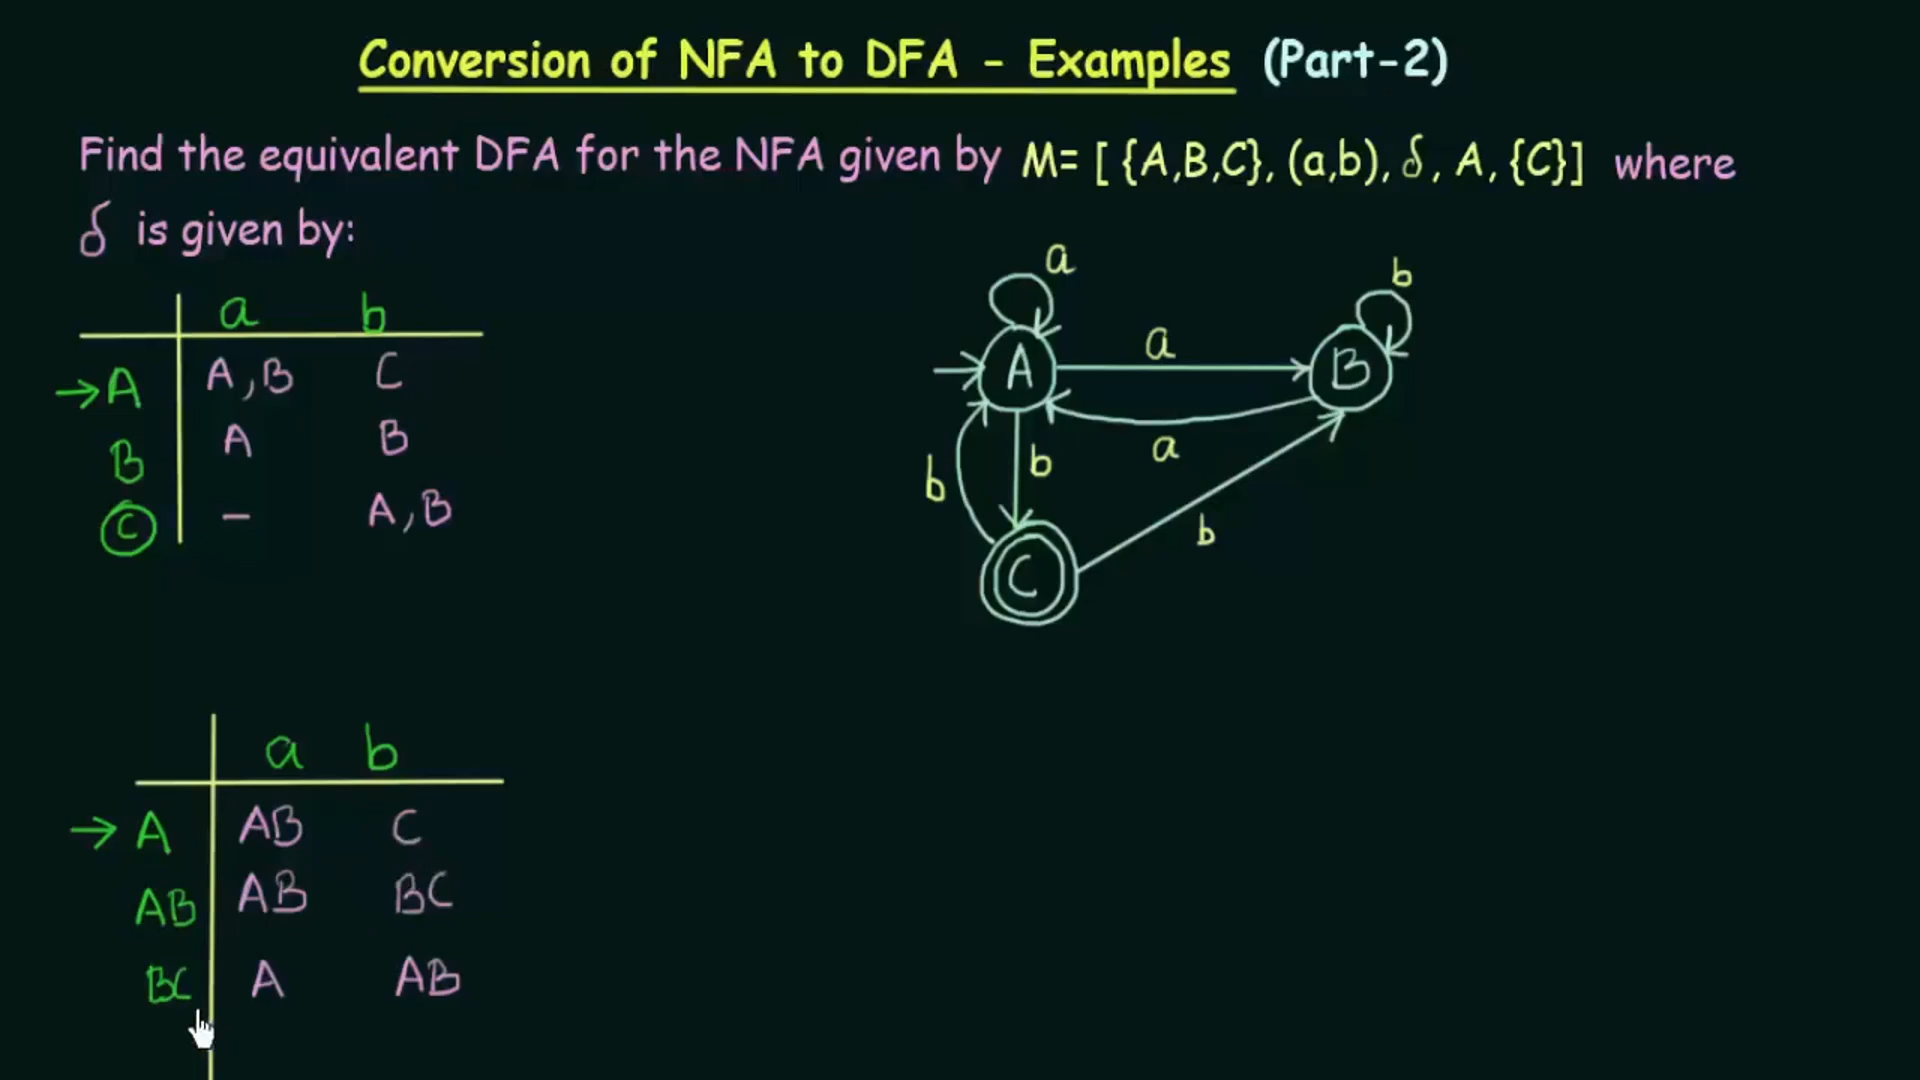 Conversion of NFA to DFA - Examples (Part-2)
Find the equivalent DFA for the NFA given by M= [ {A,B,C}, (a,b), δ, A, {C}] where
δ is given by:
a b
→A A,B C
B A B
C - A,B
a
b
A
a
B
a
b
b
b
C
a b
→ A AB C
AB AB BC
BC A AB